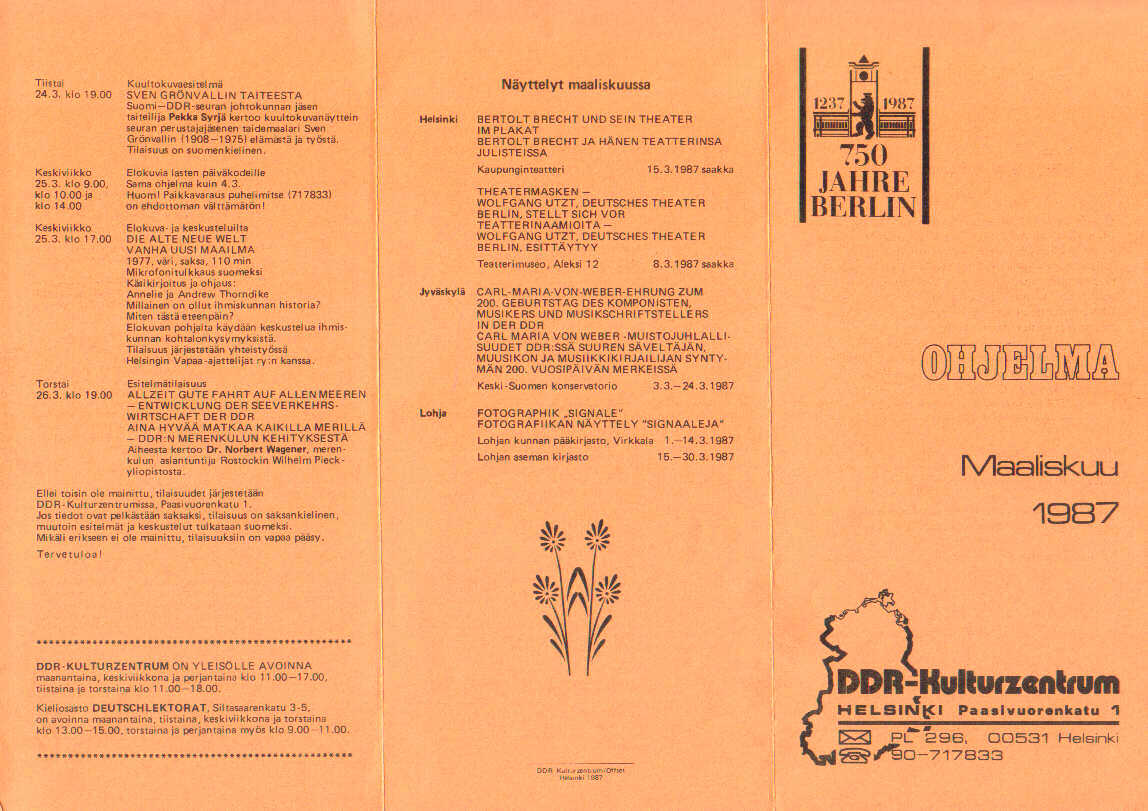 Tiistai Kuultokuvaesitelmä
24.3. klo 19.00 SVEN GRÖNVALLIN TAITEESTA
Suomi—DDR-seuran johtokunnan jäsen
taiteilija Pekka Syrjä kertoo kuultokuvanäyttein
seuran perustajajäsenen taidemaalari Sven
Grönvallin (1908—1975) elämästä ja työstä.
Tilaisuus on suomenkielinen.
Keskiviikko Elokuvia lasten päiväkodeille
25.3. klo 9.00, Sama ohjelma kuin 4.3.
klo 10.00 ja Huom! Paikkavaraus puhelimitse (717833)
klo 14.00 on ehdottoman välttämätön!
Keskiviikko Elokuva- ja keskusteluilta
25.3. klo 17.00 DIE ALTE NEUE WELT
VANHA UUSI MAAILMA
1977, väri, saksa, 110 min
Mikrofonitulkkaus suomeksi
Käsikirjoitus ja ohjaus:
Annelie ja Andrew Thorndike
Millainen on ollut ihmiskunnan historia?
Miten tästä eteenpäin?
Elokuvan pohjalta käydään keskustelua ihmis-
kunnan kohtalonkysymyksistä.
Tilaisuus järjestetään yhteistyössä
Helsingin Vapaa-ajattelijat ry:n kanssa.
Torstai Esitelmätilaisuus
26.3. klo 19.00 ALLZEIT GUTE FAHRT AUF ALLEN MEEREN
— ENTWICKLUNG DER SEEVERKEHRS-
WIRTSCHAFT DER DDR
AINA HYVÄÄ MATKAA KAIKILLA MERILLÄ
— DDR:N MERENKULUN KEHITYKSESTÄ
Aiheesta kertoo Dr. Norbert Wagener, meren-
kulun asiantuntija Rostockin Wilhelm Pieck-
yliopistosta.
Ellei toisin ole mainittu, tilaisuudet järjestetään
DDR-Kulturzentrumissa, Paasivuorenkatu 1.
Jos tiedot ovat pelkästään saksaksi, tilaisuus on saksankielinen,
muutoin esitelmät ja keskustelut tulkataan suomeksi.
Mikäli erikseen ei ole mainittu, tilaisuuksiin on vapaa pääsy.
Tervetuloa!
****************************************************
DDR-KULTURZENTRUM ON YLEISÖLLE AVOINNA
maanantaina, keskiviikkona ja perjantaina klo 11.00—17.00,
tiistaina ja torstaina klo 11.00—18.00.
Kieliosasto DEUTSCHLEKTORAT, Siltasaarenkatu 3-5,
on avoinna maanantaina, tiistaina, keskiviikkona ja torstaina
klo 13.00—15.00, torstaina ja perjantaina myös klo 9.00—11.00.
****************************************************
Näyttelyt maaliskuussa
Helsinki BERTOLT BRECHT UND SEIN THEATER
IM PLAKAT
BERTOLT BRECHT JA HÄNEN TEATTERINSA
JULISTEISSA
Kaupunginteatteri 15.3.1987 saakka
THEATERMASKEN —
WOLFGANG UTZT, DEUTSCHES THEATER
BERLIN, STELLT SICH VOR
TEATTERINAAMIOITA —
WOLFGANG UTZT, DEUTSCHES THEATER
BERLIN, ESITTÄYTYY
Teatterimuseo, Aleksi 12 8.3.1987 saakka
Jyväskylä CARL-MARIA-VON-WEBER-EHRUNG ZUM
200. GEBURTSTAG DES KOMPONISTEN,
MUSIKERS UND MUSIKSCHRIFTSTELLERS
IN DER DDR
CARL MARIA VON WEBER -MUISTOJUHLALLI-
SUUDET DDR:SSÄ SUUREN SÄVELTÄJÄN,
MUUSIKON JA MUSIIKKIKIRJAILIJAN SYNTY-
MÄN 200. VUOSIPÄIVÄN MERKEISSÄ
Keski-Suomen konservatorio 3.3.—24.3.1987
Lohja FOTOGRAPHIK „SIGNALE"
FOTOGRAFIIKAN NÄYTTELY "SIGNAALEJA"
Lohjan kunnan pääkirjasto, Virkkala 1.—14.3.1987
Lohjan aseman kirjasto 15.—30.3.1987
DDR Kulturzentrum/Offset
Helsinki 1987
1237 1987
750
JAHRE
BERLIN
OHJELMA
Maaliskuu
1987
DDR-Kulturzentrum
HELSINKI Paasivuorenkatu 1
PL 296, 00531 Helsinki
90—717833